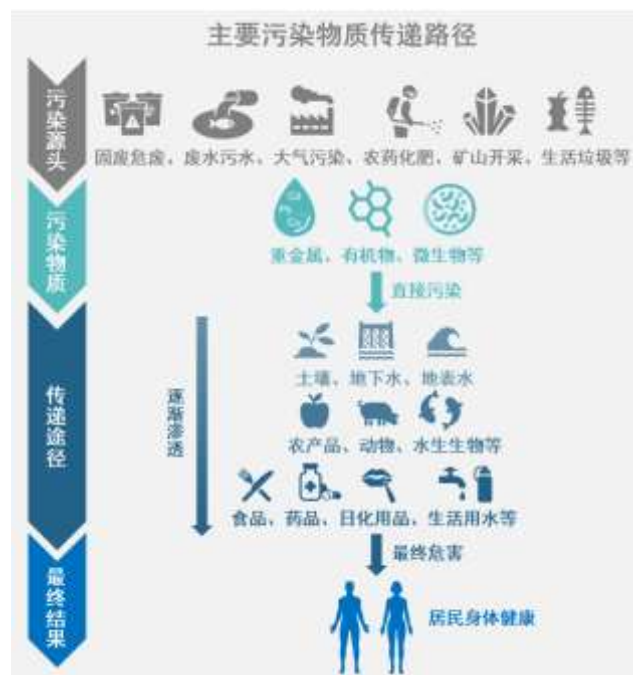 主要污染物质传递路径
污染源头
固废危废、废水污水、大气污染、农药化肥、矿山开采、生活垃圾等
污染物质
重金属、有机物、微生物等
直接污染
传递途径
逐渐渗透
土壤、地下水、地表水
农产品、动物、水生生物等
食品、药品、日化用品、生活用水等
最终危害
最终结果
居民身体健康